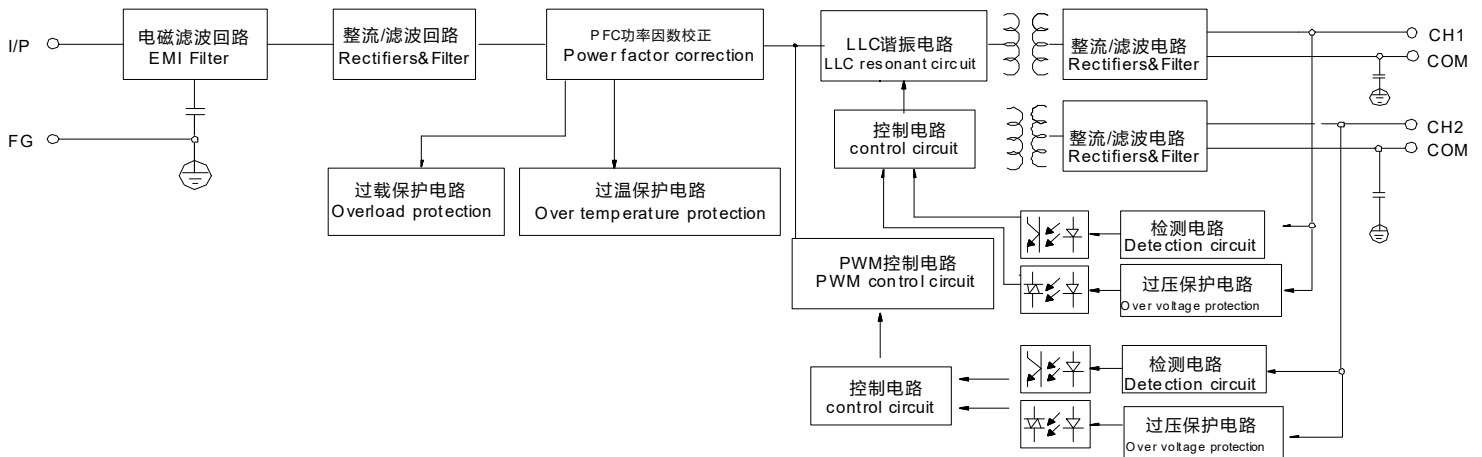 I/P
电磁滤波回路
EMI Filter
整流/滤波回路
Rectifiers&Filter
PFC功率因数校正
Power factor correction
LLC谐振电路
LLC resonant circuit
整流/滤波电路
Rectifiers&Filter
CH1
COM
FG
控制电路
control circuit
整流/滤波电路
Rectifiers&Filter
CH2
COM
过载保护电路
Overload protection
过温保护电路
Over temperature protection
检测电路
Detection circuit
PWM控制电路
PWM control circuit
过压保护电路
Over voltage protection
控制电路
control circuit
检测电路
Detection circuit
过压保护电路
Over voltage protection